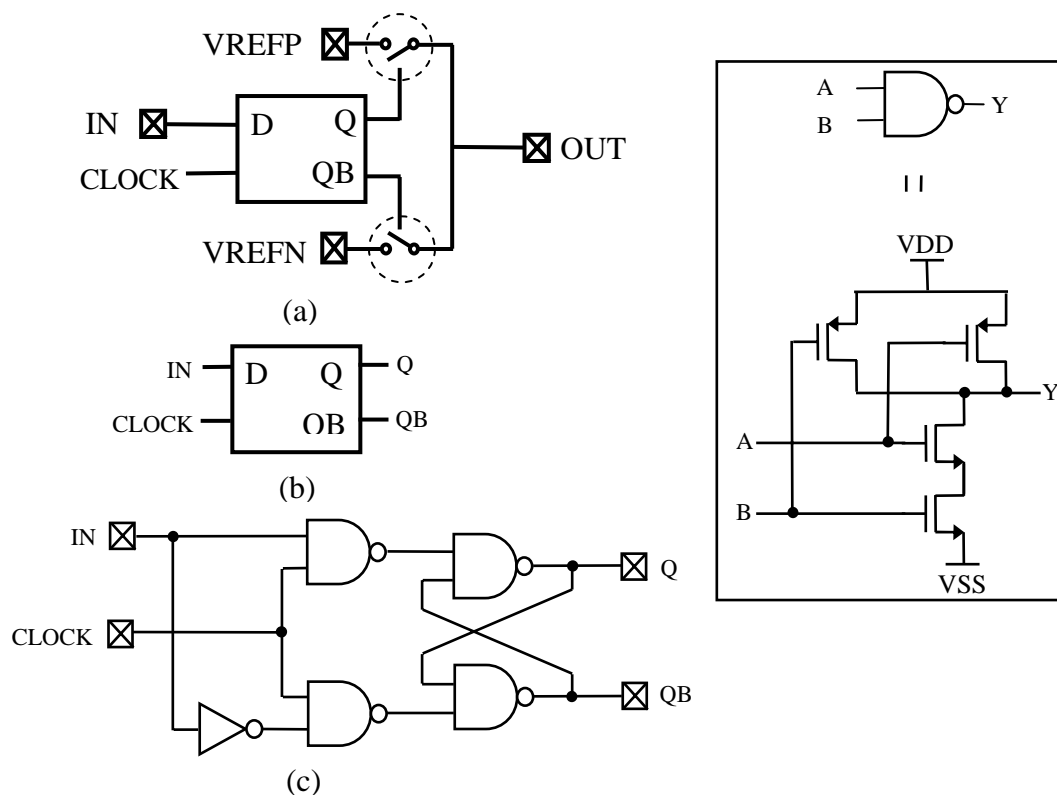 VREFP
IN
D
Q
CLOCK
QB
OUT
VREFN
(a)
IN
D
Q
Q
CLOCK
QB
QB
(b)
IN
Q
CLOCK
QB
(c)
A
Y
B
VDD
Y
A
B
VSS